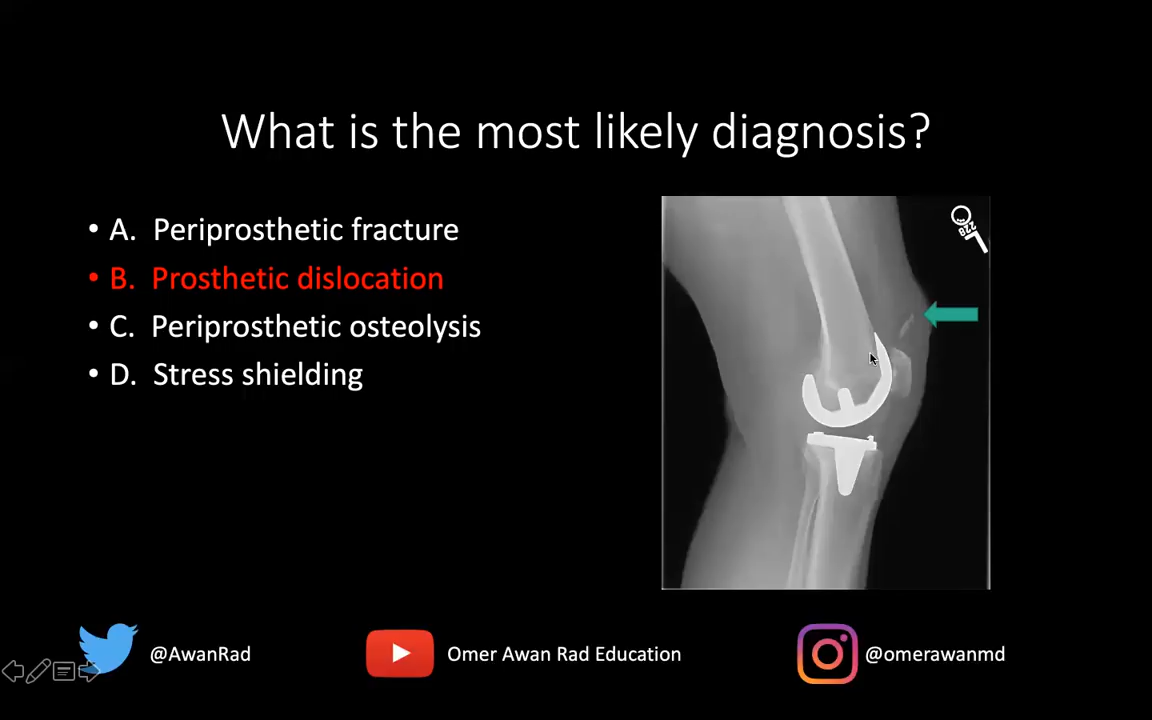 What is the most likely diagnosis?
• A. Periprosthetic fracture
• B. Prosthetic dislocation
• C. Periprosthetic osteolysis
• D. Stress shielding
228
@AwanRad
Omer Awan Rad Education
@omerawanmd